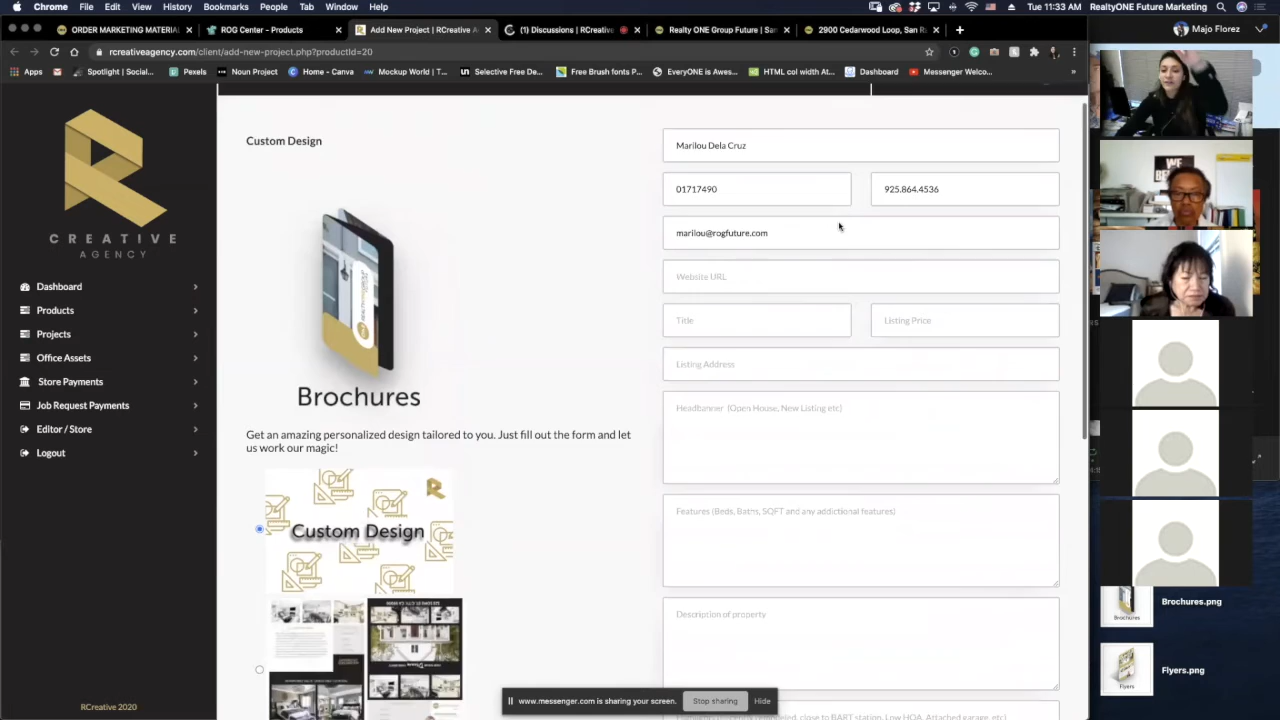 Chrome File Edit View History Bookmarks People Tab Window Help
Tue 11:33 AM RealtyONE Future Marketing
ORDER MARKETING MATERIA
ROG Center - Products
Add New Project | RCreative A
() Discussions | RCreative
Realty ONE Group Future | San
2900 Cedarwood Loop, San R
Majo Florez
rcreativeagency.com/client/add-new-project.php?productId=20
Apps
Spotlight | Social...
Pexels
Noun Project
Home - Canva
Mockup World | T...
Selective Free De...
Free Brush fonts P...
EveryONE is Awes...
HTML col width At...
Dashboard
Messenger Welco...
CREATIVE
AGENCY
Dashboard
Products
Projects
Office Assets
Store Payments
Job Request Payments
Editor / Store
Logout
RCreative 2020
Custom Design
Brochures
Get an amazing personalized design tailored to you. Just fill out the form and let
us work our magic!
Custom Design
Marilou Dela Cruz
01717490
925.864.4536
marilou@rogfuture.com
Website URL
Title
Listing Price
Listing Address
Headbanner (Open House, New Listing etc)
Features (Beds, Baths, SQFT and any addictional features)
Description of property
www.messenger.com is sharing your screen.
Stop sharing
Hide
WE
Brochures
Brochures.png
Flyers
Flyers.png